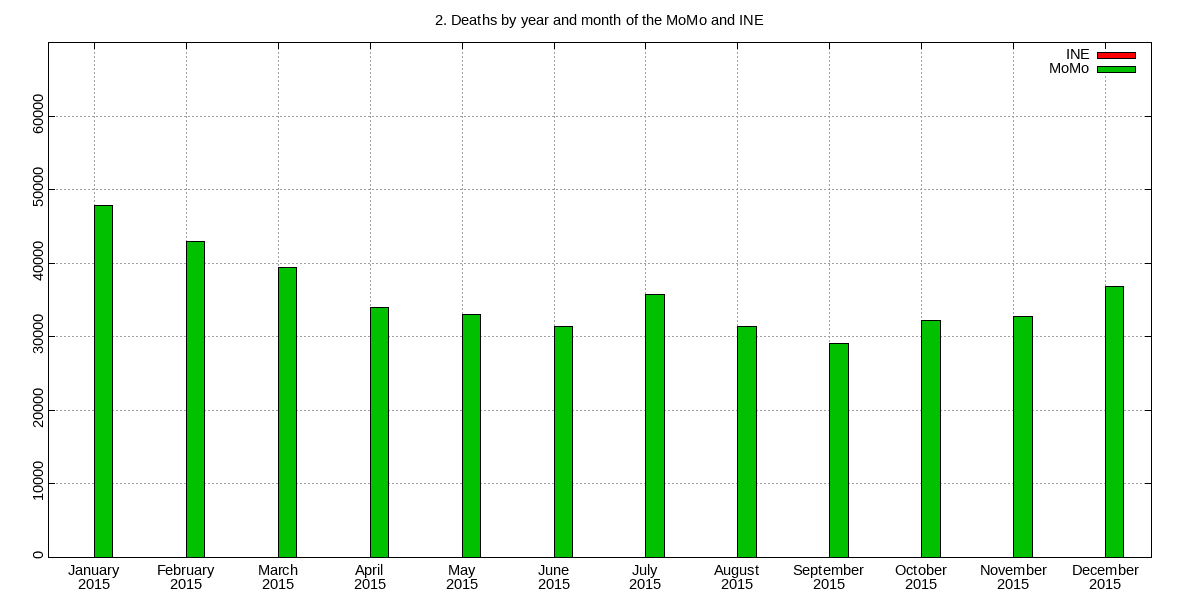 2. Deaths by year and month of the MoMo and INE
INE
MoMo
60000
50000
40000
30000
20000
10000
0
January February March April May June July August September October November December
2015 2015 2015 2015 2015 2015 2015 2015 2015 2015 2015 2015